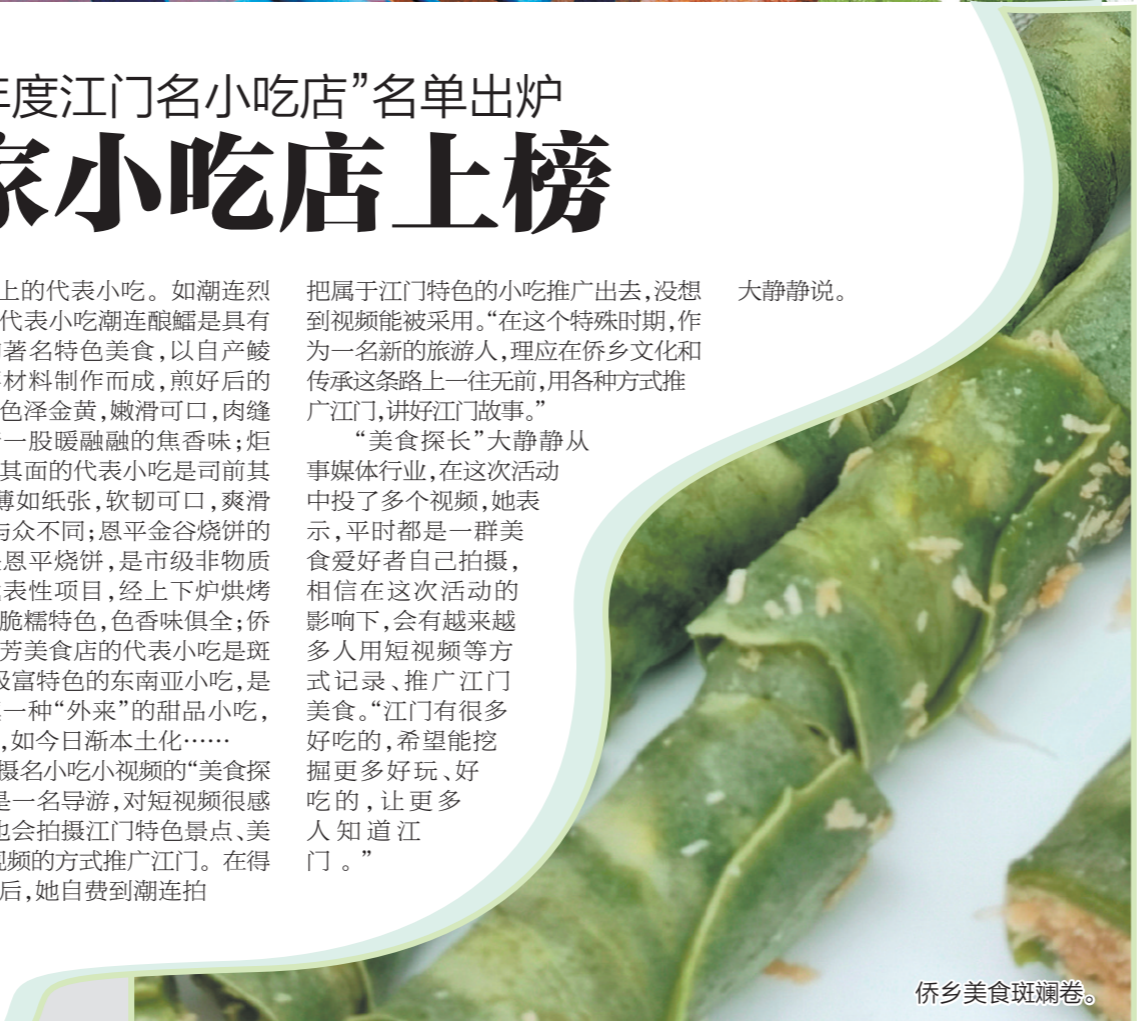 年度江门名小吃店”名单出炉
家小吃店上榜
上的代表小吃。如潮连烈
代表小吃潮连酿鱬是具有
著名特色美食,以自产鲮
材料制作而成,煎好后的
色泽金黄,嫩滑可口,肉缝
一股暖融融的焦香味;炬
其面的代表小吃是司前其
薄如纸张,软韧可口,爽滑
与众不同;恩平金谷烧饼的
恩平烧饼,是市级非物质
表性项目,经上下炉烘烤
脆糯特色,色香味俱全;侨
芳美食店的代表小吃是斑
极富特色的东南亚小吃,是
一种“外来”的甜品小吃,
,如今日渐本土化……
摄名小吃小视频的“美食探
是一名导游,对短视频很感
也会拍摄江门特色景点、美
视频的方式推广江门。在得
后,她自费到潮连拍
把属于江门特色的小吃推广出去,没想
到视频能被采用。“在这个特殊时期,作
为一名新的旅游人,理应在侨乡文化和
传承这条路上一往无前,用各种方式推
广江门,讲好江门故事。”
“美食探长”大静静从
事媒体行业,在这次活动
中投了多个视频,她表
示,平时都是一群美
食爱好者自己拍摄,
相信在这次活动的
影响下,会有越来越
多人用短视频等方
式记录、推广江门
美食。“江门有很多
好吃的,希望能挖
掘更多好玩、好
吃的,让更多
人知道江
门。”
大静静说。
侨乡美食斑斓卷。